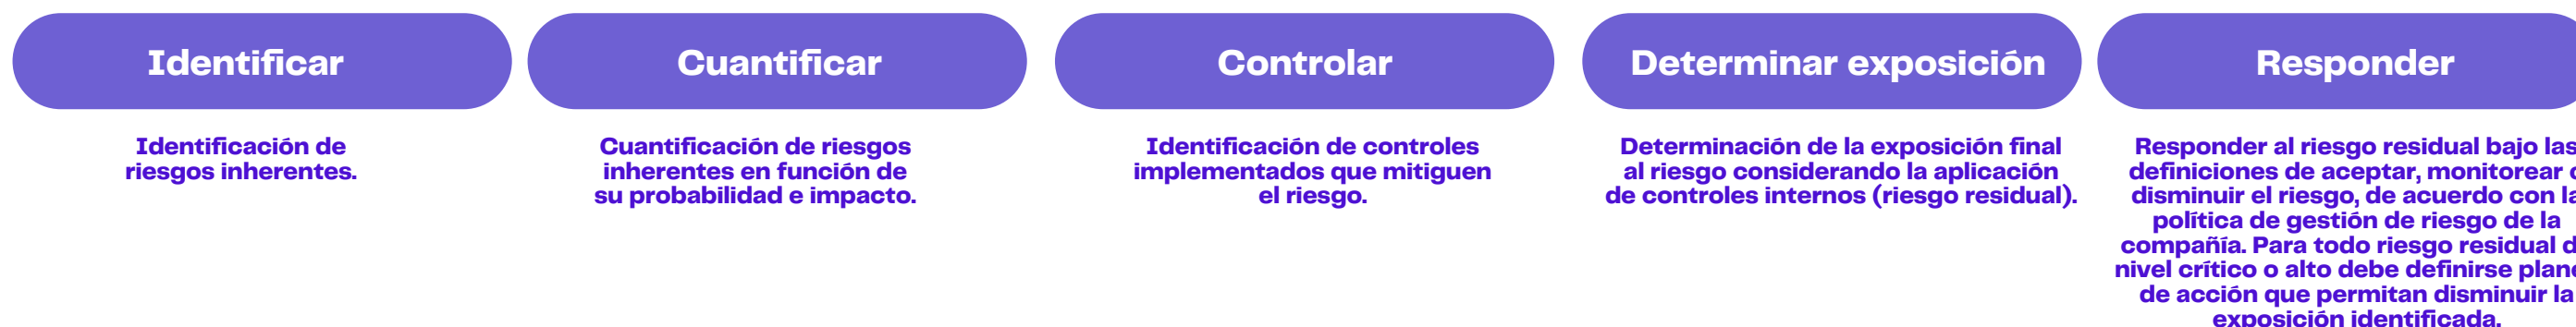 Identificar
Identificación de
riesgos inherentes.
Cuantificar
Cuantificación de riesgos
inherentes en función de
su probabilidad e impacto.
Controlar
Identificación de controles
implementados que mitiguen
el riesgo.
Determinar exposición
Determinación de la exposición final
al riesgo considerando la aplicación
de controles internos (riesgo residual).
Responder
Responder al riesgo residual bajo las
definiciones de aceptar, monitorear
disminuir el riesgo, de acuerdo con la
política de gestión de riesgo de la
compañía. Para todo riesgo residual
nivel crítico o alto debe definirse
de acción que permitan disminuir la
exposición identificada.